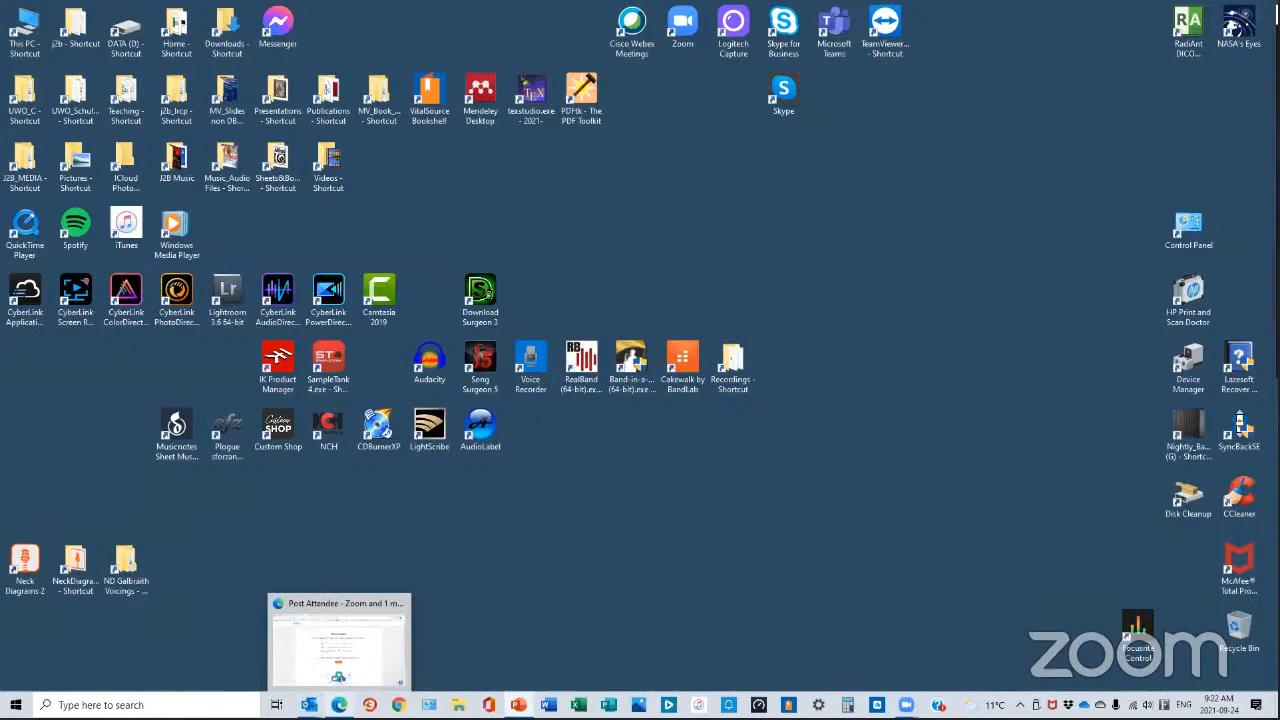 This PC - Shortcut
j2b - Shortcut
DATA (D) - Shortcut
Home - Shortcut
Downloads - Shortcut
Messenger
Cisco Webex Meetings
Zoom
Logitech Capture
Skype for Business
Microsoft Teams
TeamViewer... - Shortcut
RadiAnt DICO...
NASA's Eyes
UWO_C - Shortcut
UWO_Schul... - Shortcut
Teaching - Shortcut
j2b_lrcp - Shortcut
MV_Slides non DB...
Presentations - Shortcut
Publications - Shortcut
MV_Book_... - Shortcut
VitalSource Bookshelf
Mendeley Desktop
texstudio.exe - 2021-
PDFtk - The PDF Toolkit
Skype
J2B_MEDIA - Shortcut
Pictures - Shortcut
ICloud Photo...
J2B Music
Music_Audio Files - Shor...
Sheets&Bo... - Shortcut
Videos - Shortcut
QuickTime Player
Spotify
iTunes
Windows Media Player
Control Panel
CyberLink Applicati...
CyberLink Screen R...
CyberLink ColorDirect...
CyberLink PhotoDirec...
Lr
Lightroom 3.6 64-bit
CyberLink AudioDirec...
CyberLink PowerDirec...
Camtasia 2019
Download Surgeon 3
HP Print and Scan Doctor
IK Product Manager
ST4
SampleTank 4.exe - Sh...
Audacity
Song Surgeon 5
Voice Recorder
RB
RealBand (64-bit).ex...
Band-in-a-... (64-bit).exe ...
Cakewalk by BandLab
Recordings - Shortcut
Device Manager
Lazesoft Recover ...
Musicnotes Sheet Mus...
sfz
Plogue sforzan...
Custom SHOP
Custom Shop
NCH
CDBurnerXP
LightScribe
AudioLabel
Nightly_Ba... (G) - Shortc...
SyncBackSE
Disk Cleanup
CCleaner
Neck Diagrams 2
NeckDiagra... - Shortcut
ND Galbraith Voicings - ...
McAfee® Total Pro...
Recycle Bin
zoom
Post Attendee - Zoom and 1 m...
Type here to search
11°C
9:22 AM
2021-09-24